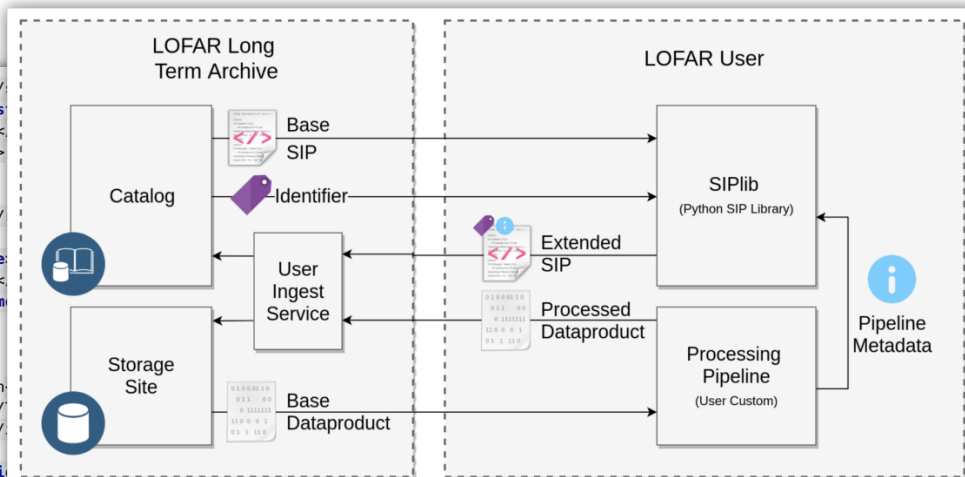 LOFAR Long
Term Archive
LOFAR User
Catalog
Base
SIP
Identifier
User
Ingest
Service
Storage
Site
Base
Dataproduct
SIPlib
(Python SIP Library)
Extended
SIP
Processed
Dataproduct
Processing
Pipeline
(User Custom)
Pipeline
Metadata